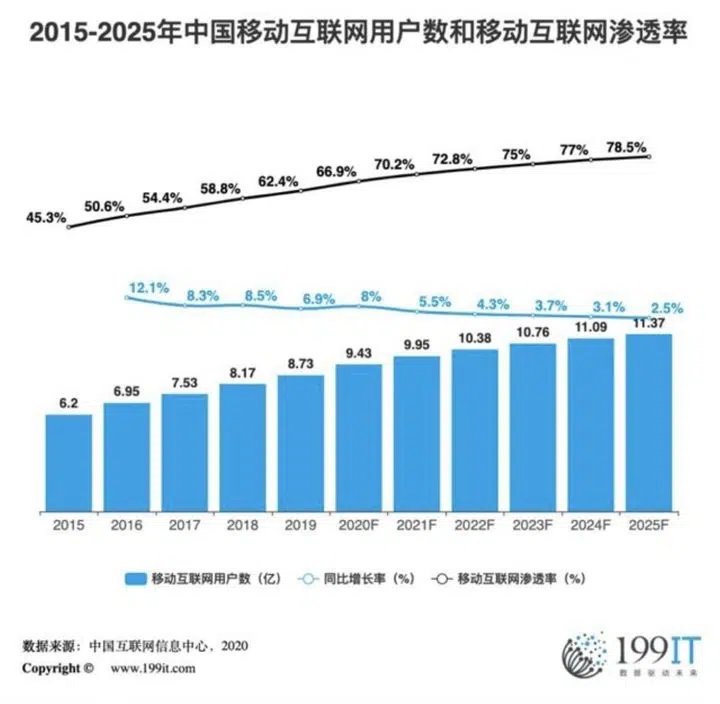 2015-2025年中国移动互联网用户数和移动互联网渗透率
45.3% 50.6% 54.4% 58.8% 62.4% 66.9% 70.2% 72.8% 75% 77% 78.5%
12.1% 8.3% 8.5% 6.9% 8% 5.5% 4.3% 3.7% 3.1% 2.5%
6.2 6.95 7.53 8.17 8.73 9.43 9.95 10.38 10.76 11.09 11.37
2015 2016 2017 2018 2019 2020F 2021F 2022F 2023F 2024F 2025F
移动互联网用户数（亿） 同比增长率（%） 移动互联网渗透率（%）
数据来源：中国互联网信息中心，2020
Copyright © www.199it.com
199IT
数据驱动未来